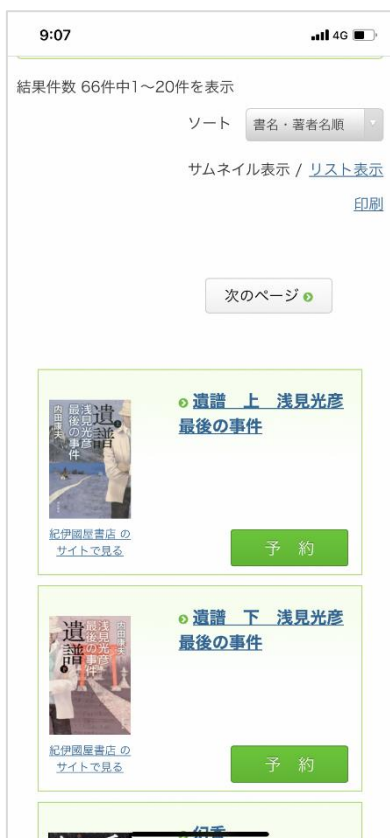 9:07
4G
結果件数 66件中1～20件を表示
ソート 書名・著者名順
サムネイル表示 / リスト表示
印刷
次のページ
遺譜
浅見光彦
最後の事件
内田康夫
遺譜 上 浅見光彦
最後の事件
紀伊國屋書店 の
サイトで見る
予 約
遺譜
浅見光彦
最後の事件
内田康夫
遺譜 下 浅見光彦
最後の事件
紀伊國屋書店 の
サイトで見る
予 約